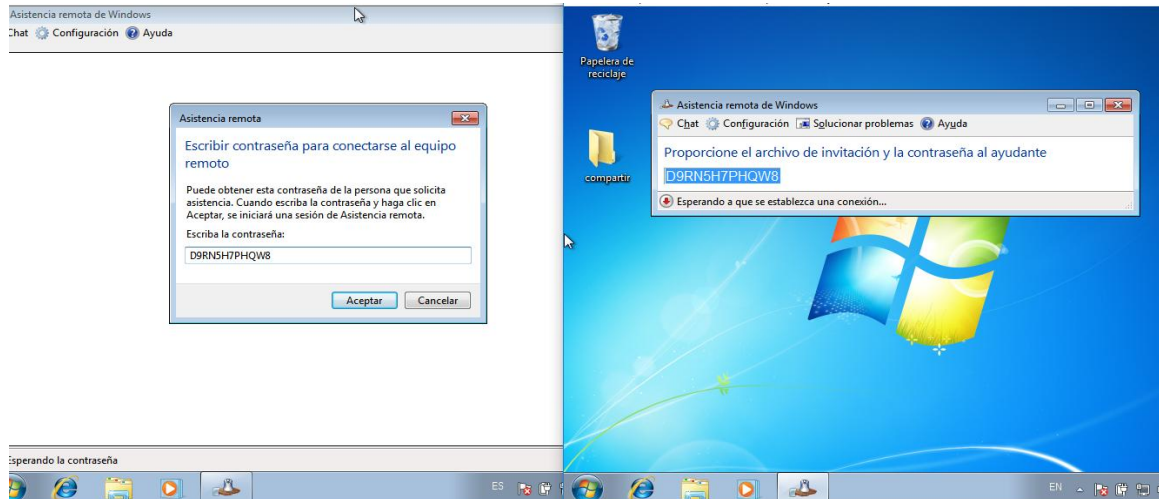 Asistencia remota de Windows
Chat Configuración Ayuda
Asistencia remota
Escribir contraseña para conectarse al equipo
remoto
Puede obtener esta contraseña de la persona que solicita
asistencia. Cuando escriba la contraseña y haga clic en
Aceptar, se iniciará una sesión de Asistencia remota.
Escriba la contraseña:
D9RN5H7PHQW8
Aceptar Cancelar
Esperando la contraseña
ES
Papelera de
reciclaje
compartir
Asistencia remota de Windows
Chat Configuración Solucionar problemas Ayuda
Proporcione el archivo de invitación y la contraseña al ayudante
D9RN5H7PHQW8
Esperando a que se establezca una conexión...
EN